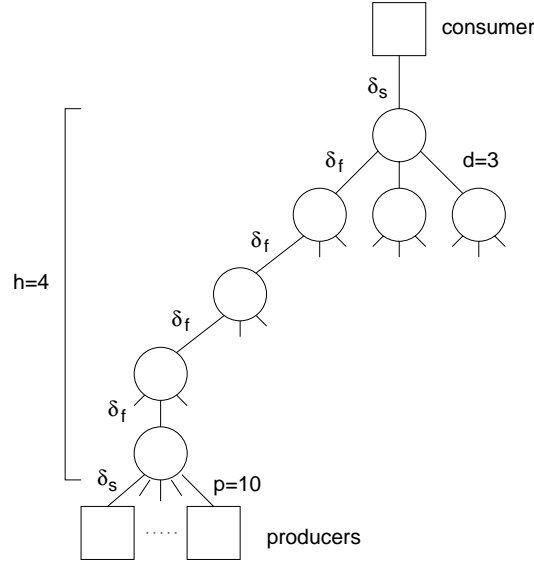 consumer
δs
δf
d=3
δf
h=4
δf
δf
δs
p=10
.....
producers